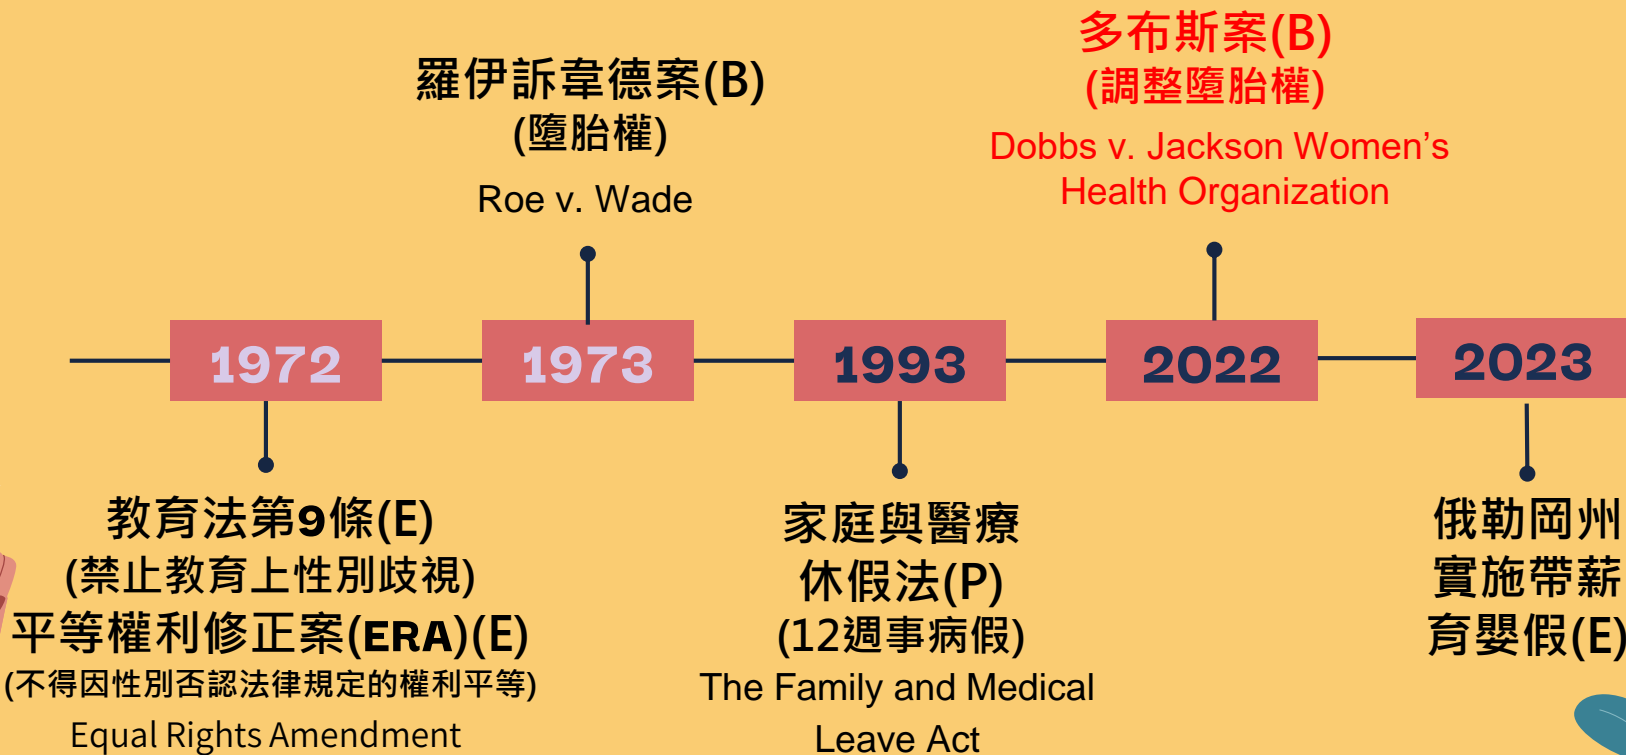 羅伊訴韋德案(B)
(墮胎權)
Roe v. Wade
多布斯案(B)
(調整墮胎權)
Dobbs v. Jackson Women’s
Health Organization
1972
1973
1993
2022
2023
教育法第9條(E)
(禁止教育上性別歧視)
平等權利修正案(ERA)(E)
(不得因性別否認法律規定的權利平等)
Equal Rights Amendment
家庭與醫療
休假法(P)
(12週事病假)
The Family and Medical
Leave Act
俄勒岡州
實施帶薪
育嬰假(E)